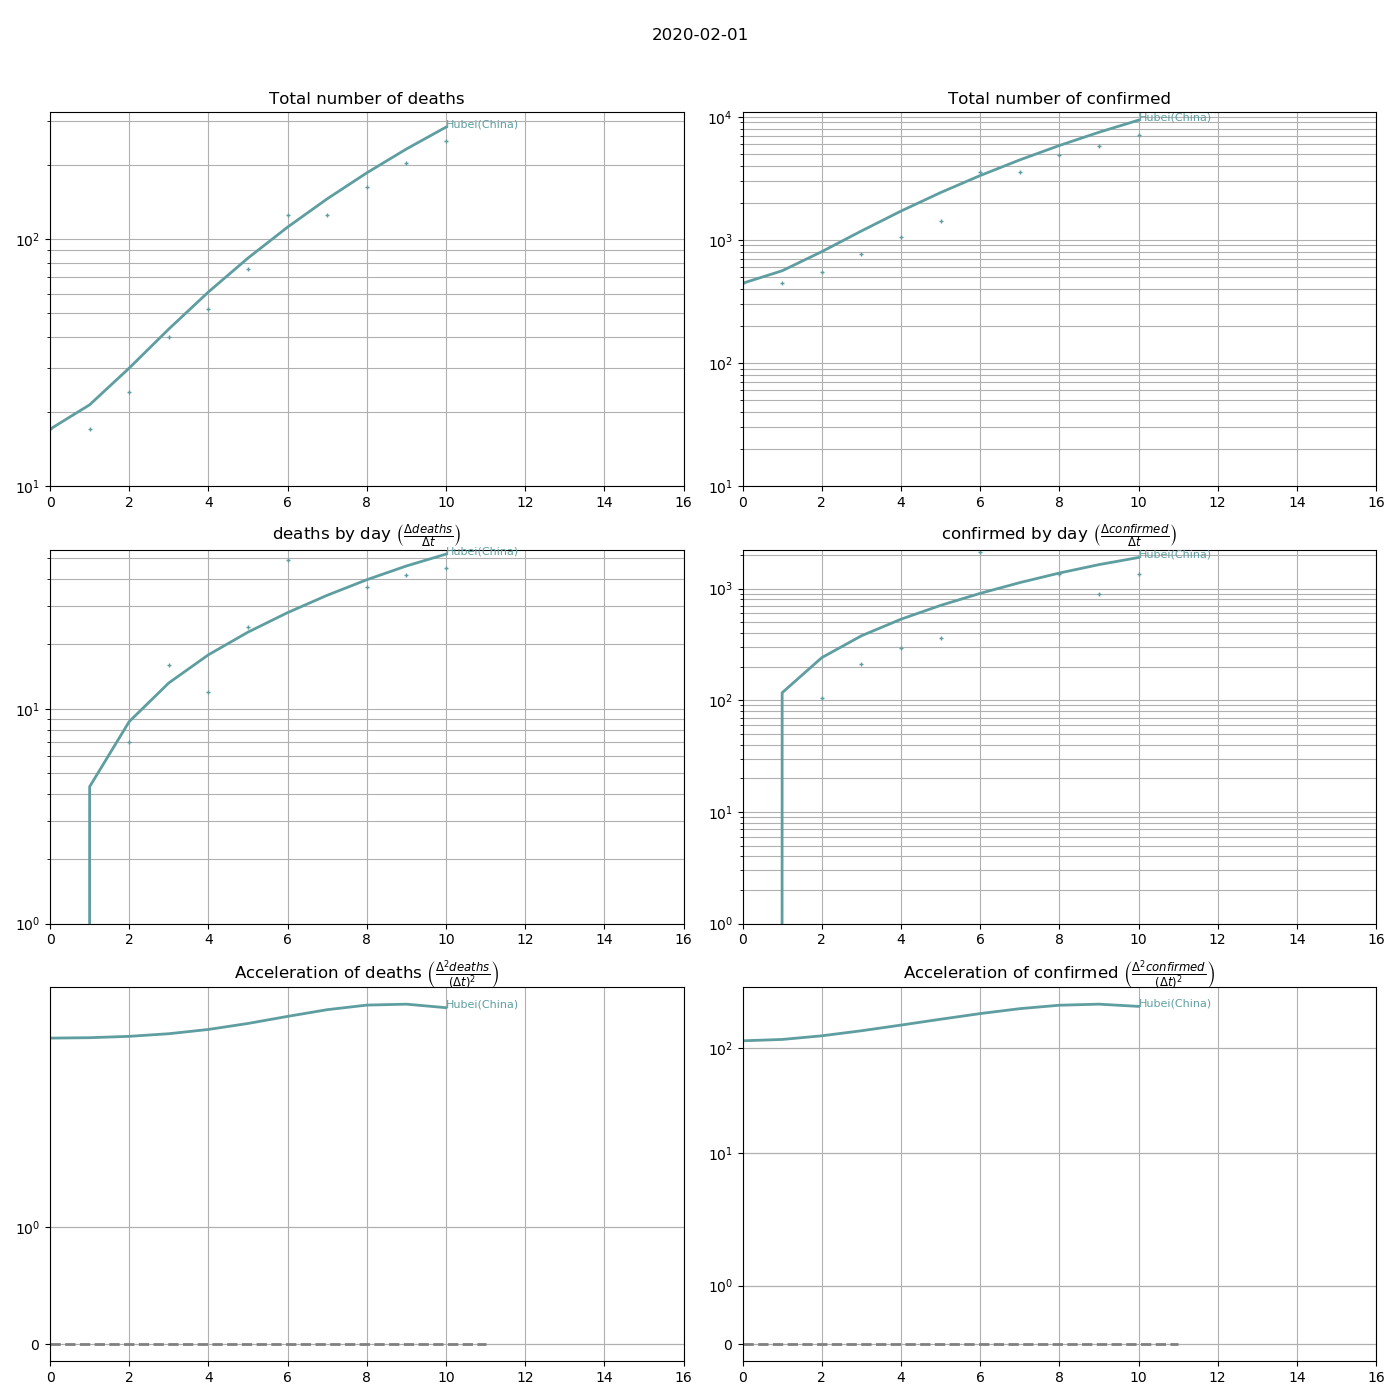 2020-02-01
Total number of deaths
Total number of confirmed
Hubei(China)
Hubei(China)
10²
10¹
0 2 4 6 8 10 12 14 16
10⁴
10³
10²
10¹
0 2 4 6 8 10 12 14 16
deaths by day (Δdeaths/Δt)
confirmed by day (Δconfirmed/Δt)
Hubei(China)
Hubei(China)
10¹
10⁰
0 2 4 6 8 10 12 14 16
10³
10²
10¹
10⁰
0 2 4 6 8 10 12 14 16
Acceleration of deaths (Δ²deaths/(Δt)²)
Acceleration of confirmed (Δ²confirmed/(Δt)²)
Hubei(China)
Hubei(China)
10⁰
0
0 2 4 6 8 10 12 14 16
10²
10¹
10⁰
0
0 2 4 6 8 10 12 14 16